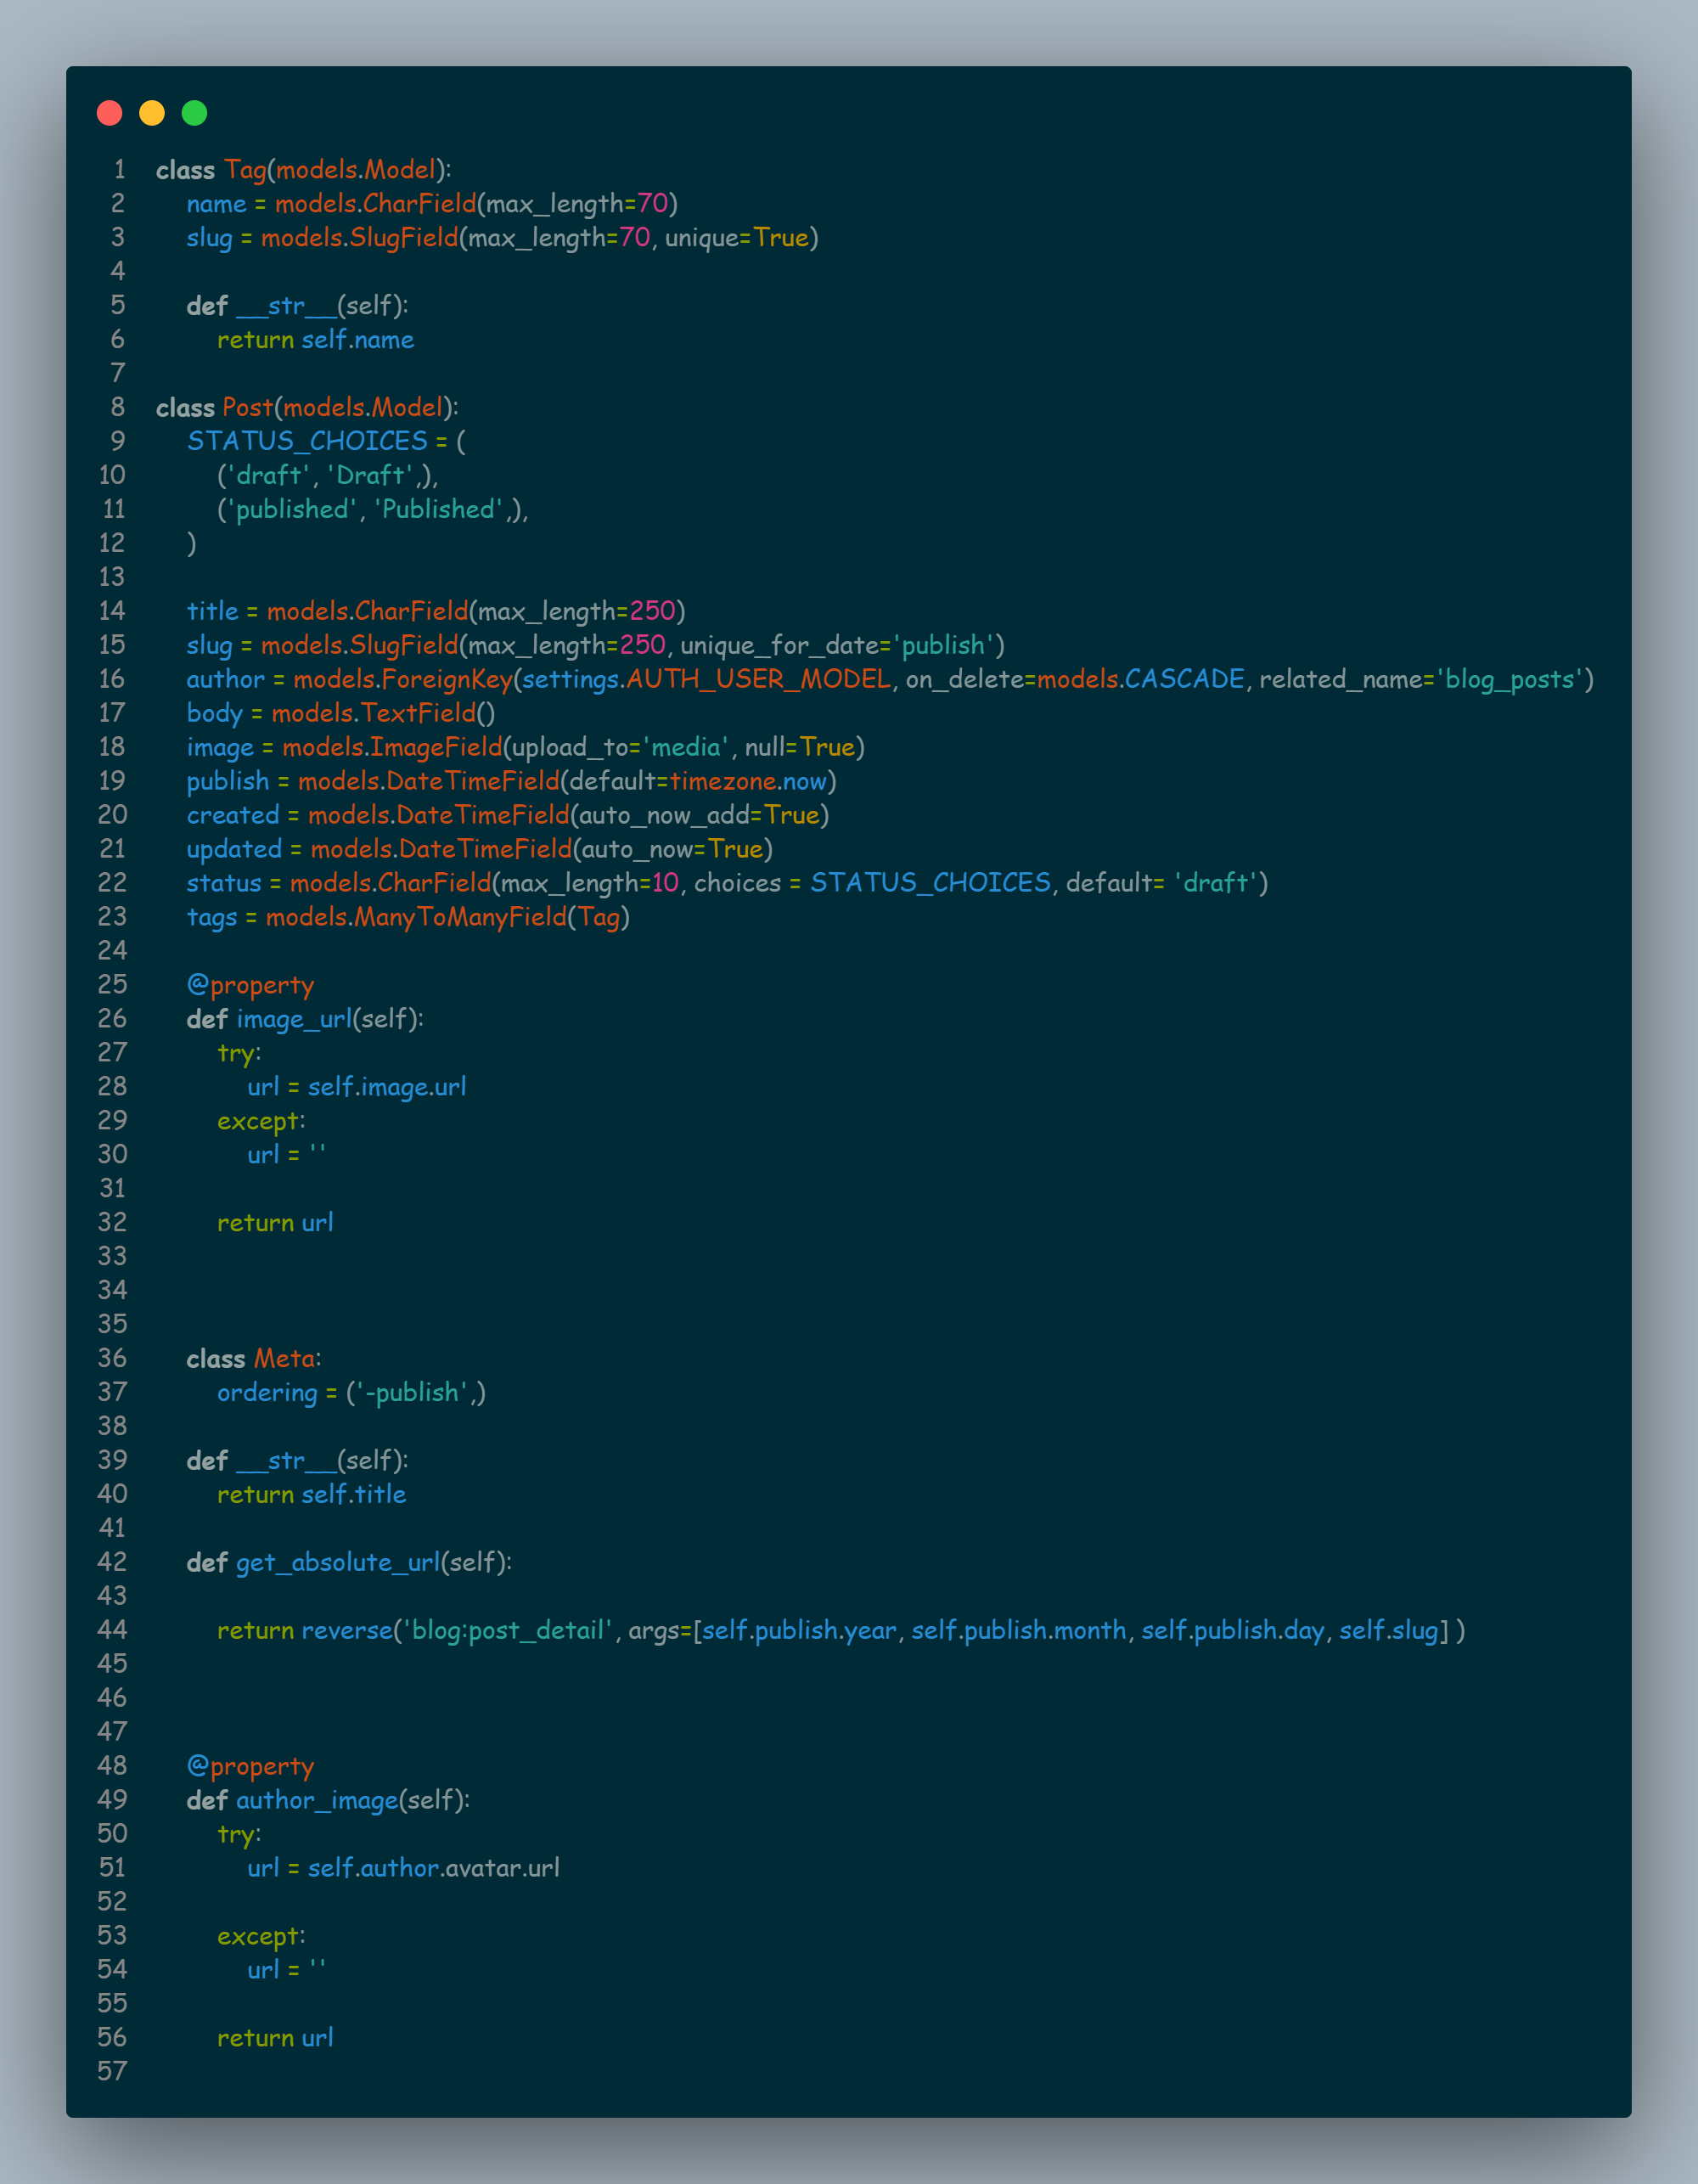 1 class Tag(models.Model):
2     name = models.CharField(max_length=70)
3     slug = models.SlugField(max_length=70, unique=True)
4
5     def __str__(self):
6         return self.name
7
8 class Post(models.Model):
9     STATUS_CHOICES = (
10         ('draft', 'Draft',),
11         ('published', 'Published',),
12     )
13
14     title = models.CharField(max_length=250)
15     slug = models.SlugField(max_length=250, unique_for_date='publish')
16     author = models.ForeignKey(settings.AUTH_USER_MODEL, on_delete=models.CASCADE, related_name='blog_posts')
17     body = models.TextField()
18     image = models.ImageField(upload_to='media', null=True)
19     publish = models.DateTimeField(default=timezone.now)
20     created = models.DateTimeField(auto_now_add=True)
21     updated = models.DateTimeField(auto_now=True)
22     status = models.CharField(max_length=10, choices = STATUS_CHOICES, default= 'draft')
23     tags = models.ManyToManyField(Tag)
24
25     @property
26     def image_url(self):
27         try:
28             url = self.image.url
29         except:
30             url = ''
31
32         return url
33
34
35
36     class Meta:
37         ordering = ('-publish',)
38
39     def __str__(self):
40         return self.title
41
42     def get_absolute_url(self):
43
44         return reverse('blog:post_detail', args=[self.publish.year, self.publish.month, self.publish.day, self.slug] )
45
46
47
48     @property
49     def author_image(self):
50         try:
51             url = self.author.avatar.url
52
53         except:
54             url = ''
55
56         return url
57